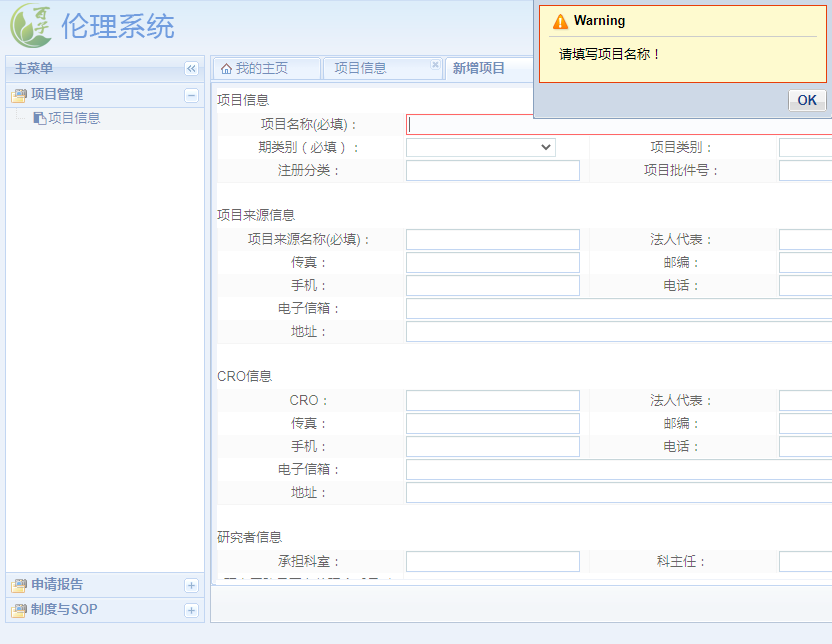 百子
伦理系统
Warning
请填写项目名称！
OK
主菜单
项目管理
项目信息
申请报告
制度与SOP
我的主页
项目信息
新增项目
项目信息
项目名称(必填)：
期类别（必填）：
项目类别：
注册分类：
项目批件号：
项目来源信息
项目来源名称(必填)：
法人代表：
传真：
邮编：
手机：
电话：
电子信箱：
地址：
CRO信息
CRO：
法人代表：
传真：
邮编：
手机：
电话：
电子信箱：
地址：
研究者信息
承担科室：
科主任：